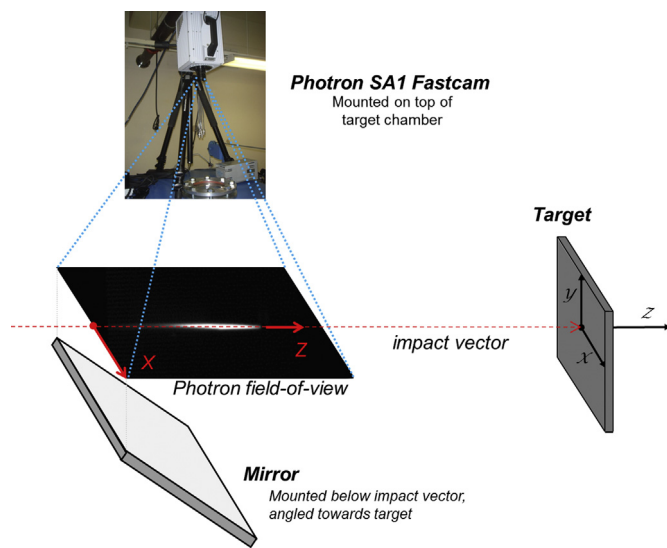 Photron SA1 Fastcam
Mounted on top of
target chamber
Target
y
z
x
Z
X
impact vector
Photron field-of-view
Mirror
Mounted below impact vector,
angled towards target